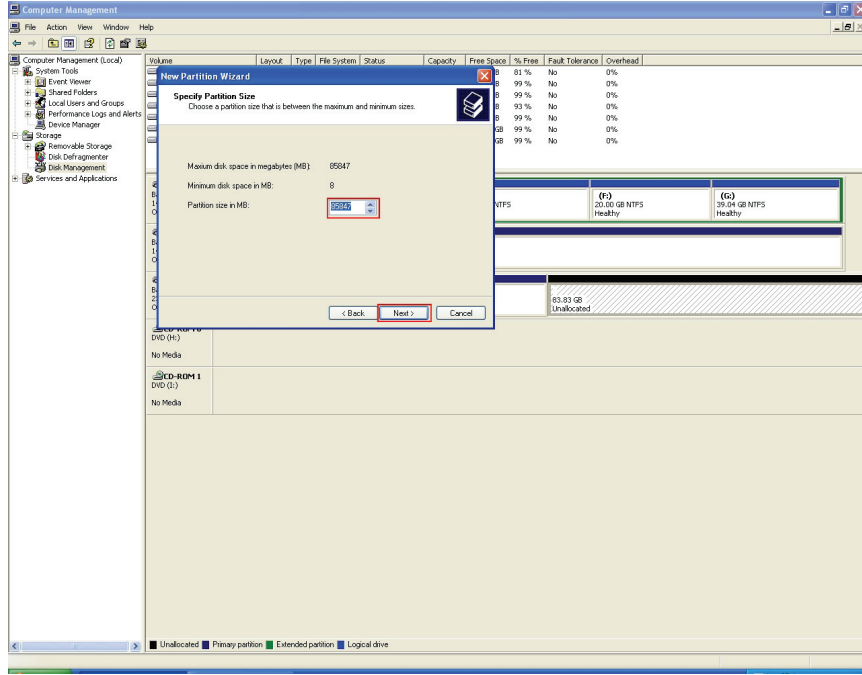 Computer Management
File Action View Window Help
Computer Management (Local)
System Tools
Event Viewer
Shared Folders
Local Users and Groups
Performance Logs and Alerts
Device Manager
Storage
Removable Storage
Disk Defragmenter
Disk Management
Services and Applications
Volume Layout Type File System Status Capacity Free Space % Free Fault Tolerance Overhead
B 81 % No 0%
B 99 % No 0%
B 99 % No 0%
B 93 % No 0%
B 99 % No 0%
GB 99 % No 0%
GB 99 % No 0%
New Partition Wizard
Specify Partition Size
Choose a partition size that is between the maximum and minimum sizes.
Maxium disk space in megabytes (MB): 85847
Minimum disk space in MB: 8
Partition size in MB: 85847
< Back Next > Cancel
NTFS
(F:)
20.00 GB NTFS
Healthy
(G:)
39.04 GB NTFS
Healthy
83.83 GB
Unallocated
DVD (H:)
No Media
CD-ROM 1
DVD (I:)
No Media
Unallocated Primary partition Extended partition Logical drive